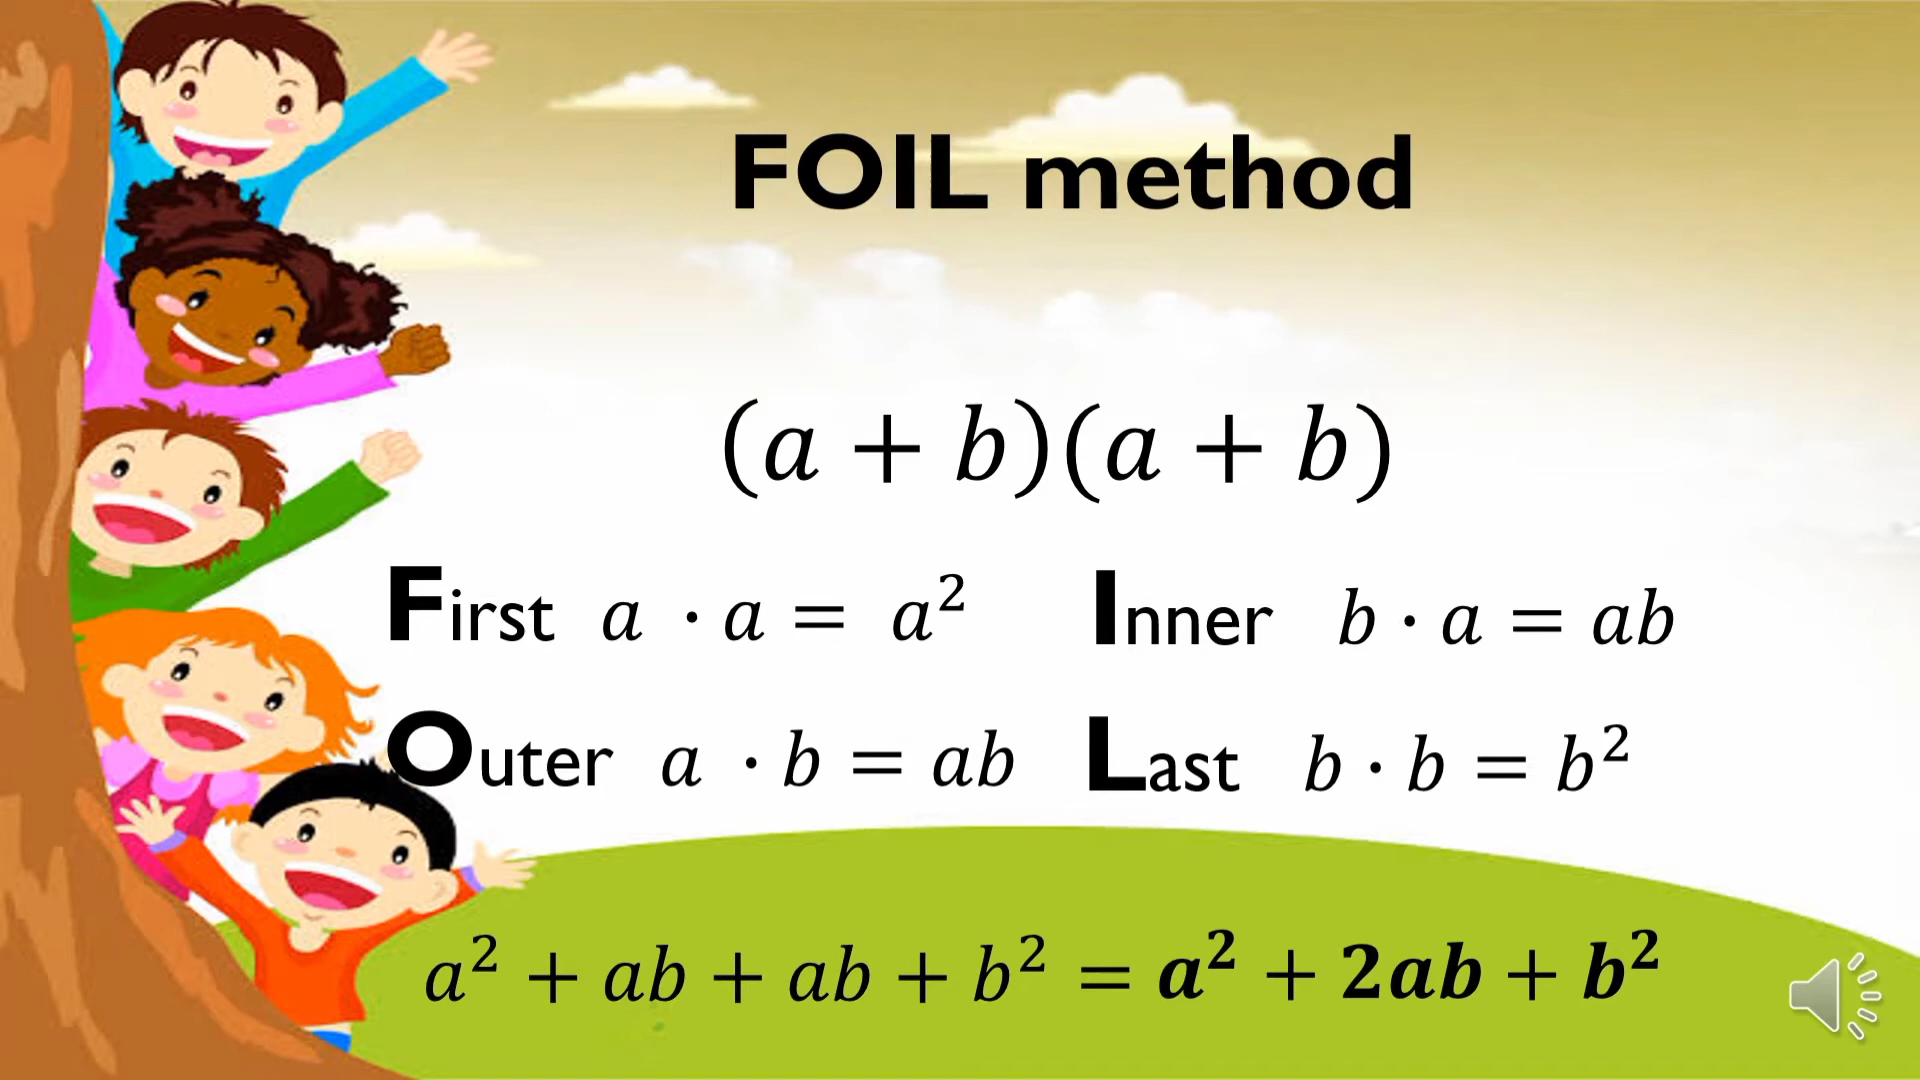 FOIL method
(a + b)(a + b)
First a · a = a²
Inner b · a = ab
Outer a · b = ab
Last b · b = b²
a² + ab + ab + b² = a² + 2ab + b²